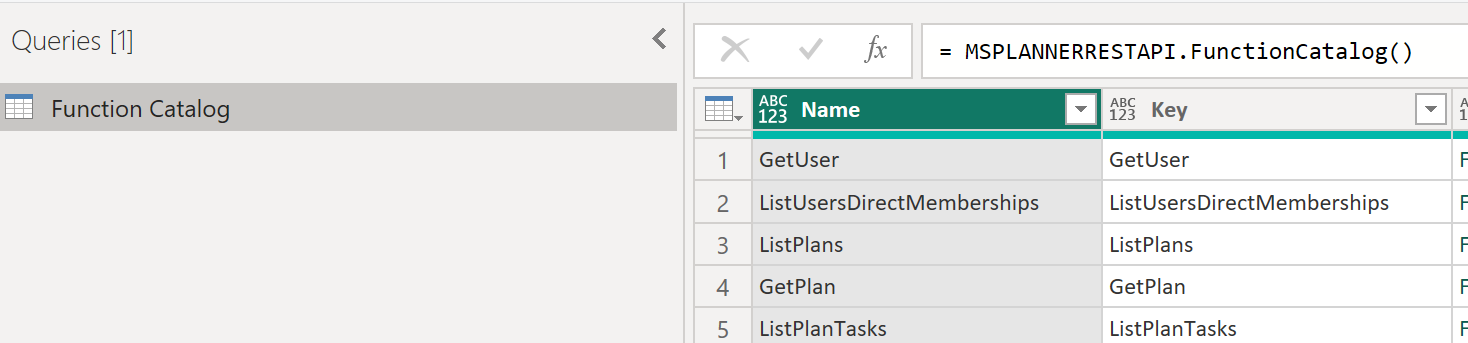 Queries [1]
Function Catalog
fx = MSPLANNERRESTAPI.FunctionCatalog()
ABC 123 Name ABC 123 Key
1 GetUser GetUser F
2 ListUsersDirectMemberships ListUsersDirectMemberships F
3 ListPlans ListPlans F
4 GetPlan GetPlan F
5 ListPlanTasks ListPlanTasks F